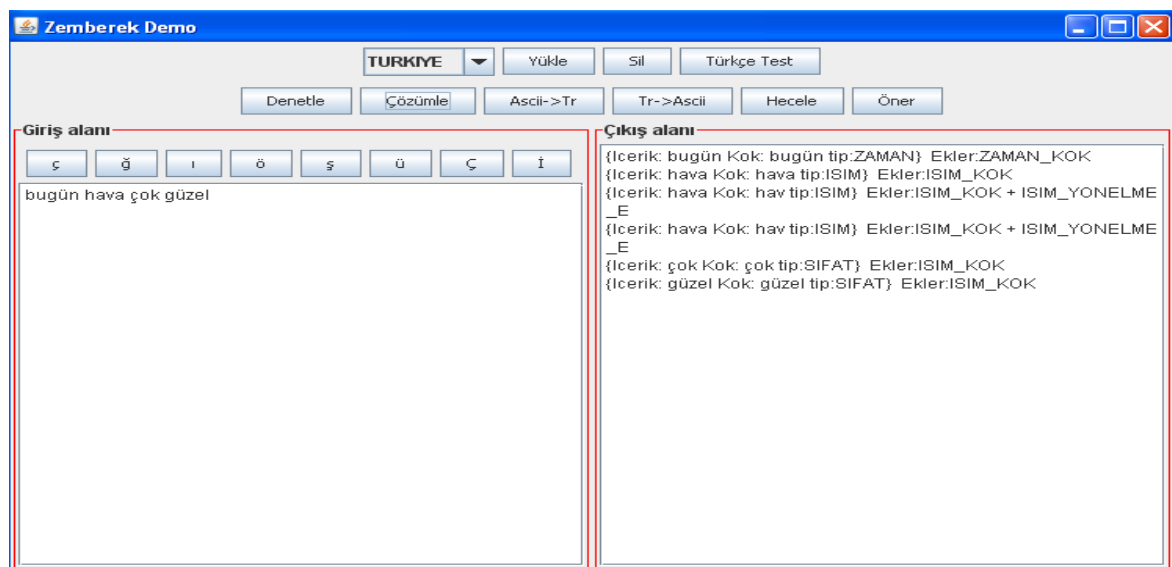 Zemberek Demo
TURKIYE Yükle Sil Türkçe Test
Denetle Çözümle Ascii->Tr Tr->Ascii Hecele Öner
Giriş alanı
ç ğ ı ö ş ü Ç İ
bugün hava çok güzel
Çıkış alanı
{Icerik: bugün Kok: bugün tip:ZAMAN} Ekler:ZAMAN_KOK
{Icerik: hava Kok: hava tip:ISIM} Ekler:ISIM_KOK
{Icerik: hava Kok: hav tip:ISIM} Ekler:ISIM_KOK + ISIM_YONELME
_E
{Icerik: hava Kok: hav tip:ISIM} Ekler:ISIM_KOK + ISIM_YONELME
_E
{Icerik: çok Kok: çok tip:SIFAT} Ekler:ISIM_KOK
{Icerik: güzel Kok: güzel tip:SIFAT} Ekler:ISIM_KOK